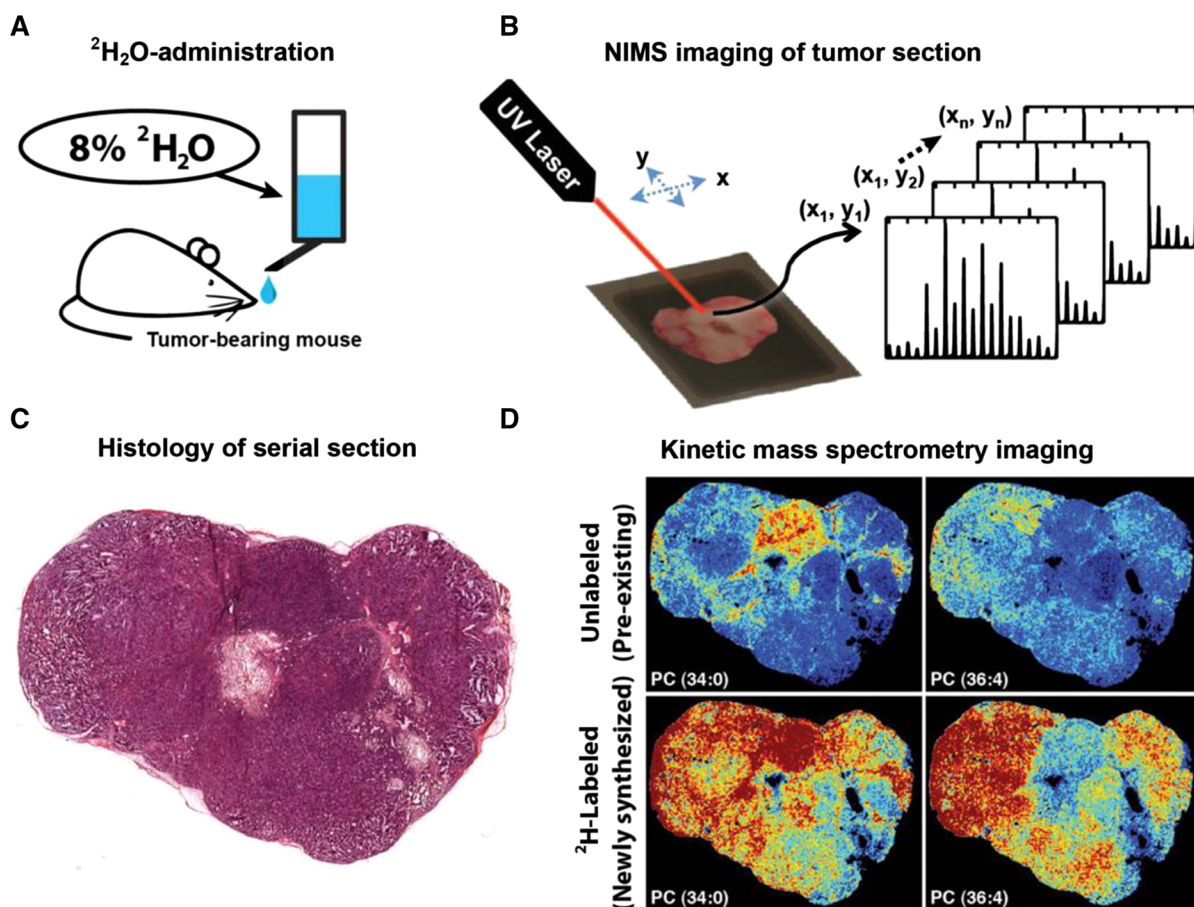 A
²H₂O-administration
8% ²H₂O
Tumor-bearing mouse
B
NIMS imaging of tumor section
UV Laser
y
x
(x₁, y₁)
(x₁, y₂)
(xₙ, yₙ)
C
Histology of serial section
D
Kinetic mass spectrometry imaging
Unlabeled
(Pre-existing)
PC (34:0)
PC (36:4)
²H-Labeled
(Newly synthesized)
PC (34:0)
PC (36:4)